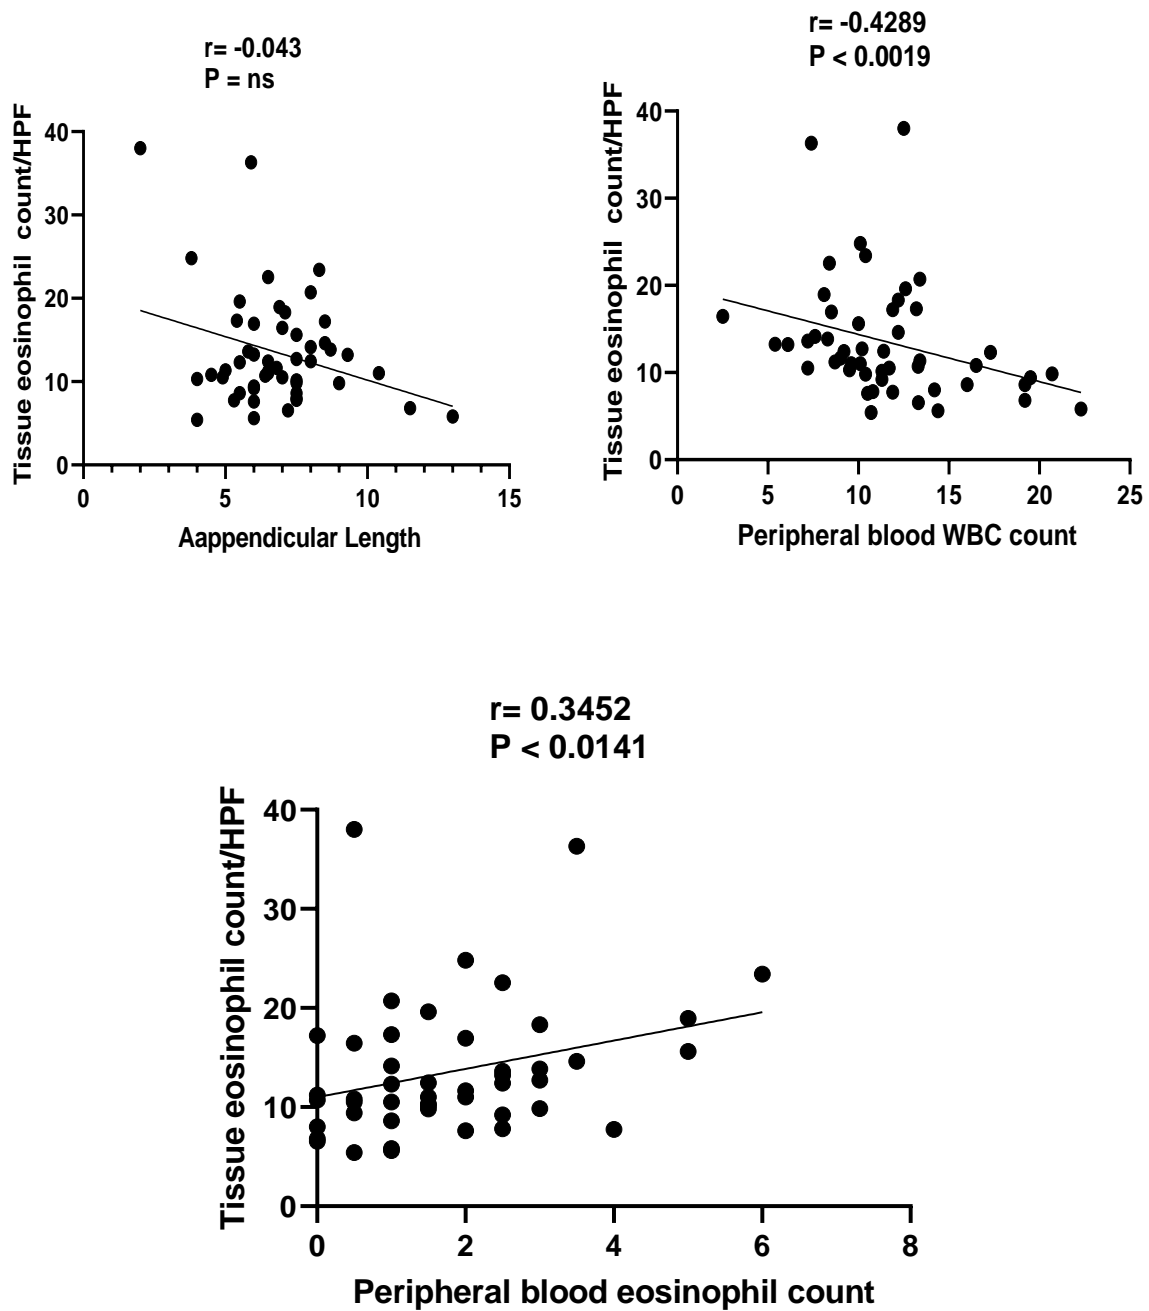 r= -0.043
P = ns
Tissue eosinophil count/HPF
40
30
20
10
0
0 5 10 15
Aappendicular Length
r= -0.4289
P < 0.0019
Tissue eosinophil count/HPF
40
30
20
10
0
0 5 10 15 20 25
Peripheral blood WBC count
r= 0.3452
P < 0.0141
Tissue eosinophil count/HPF
40
30
20
10
0
0 2 4 6 8
Peripheral blood eosinophil count